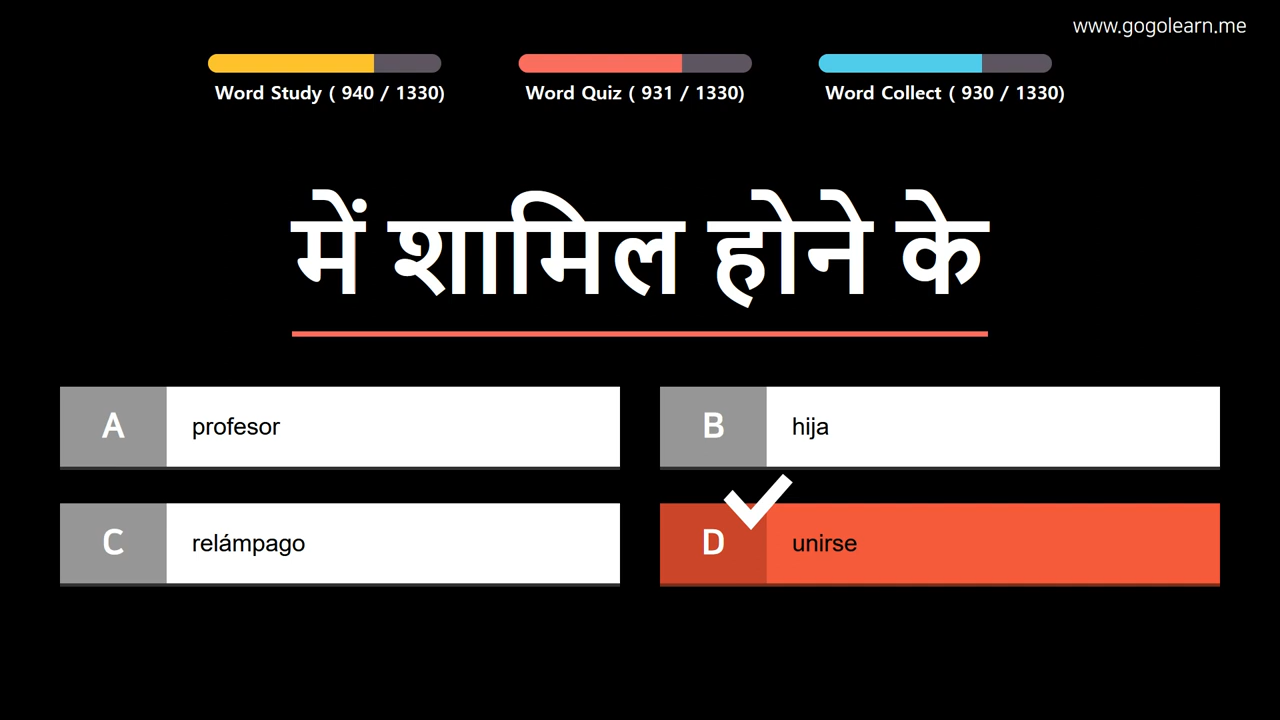 www.gogolearn.me
Word Study ( 940 / 1330)
Word Quiz ( 931 / 1330)
Word Collect ( 930 / 1330)
में शामिल होने के
A profesor
B hija
C relámpago
D unirse